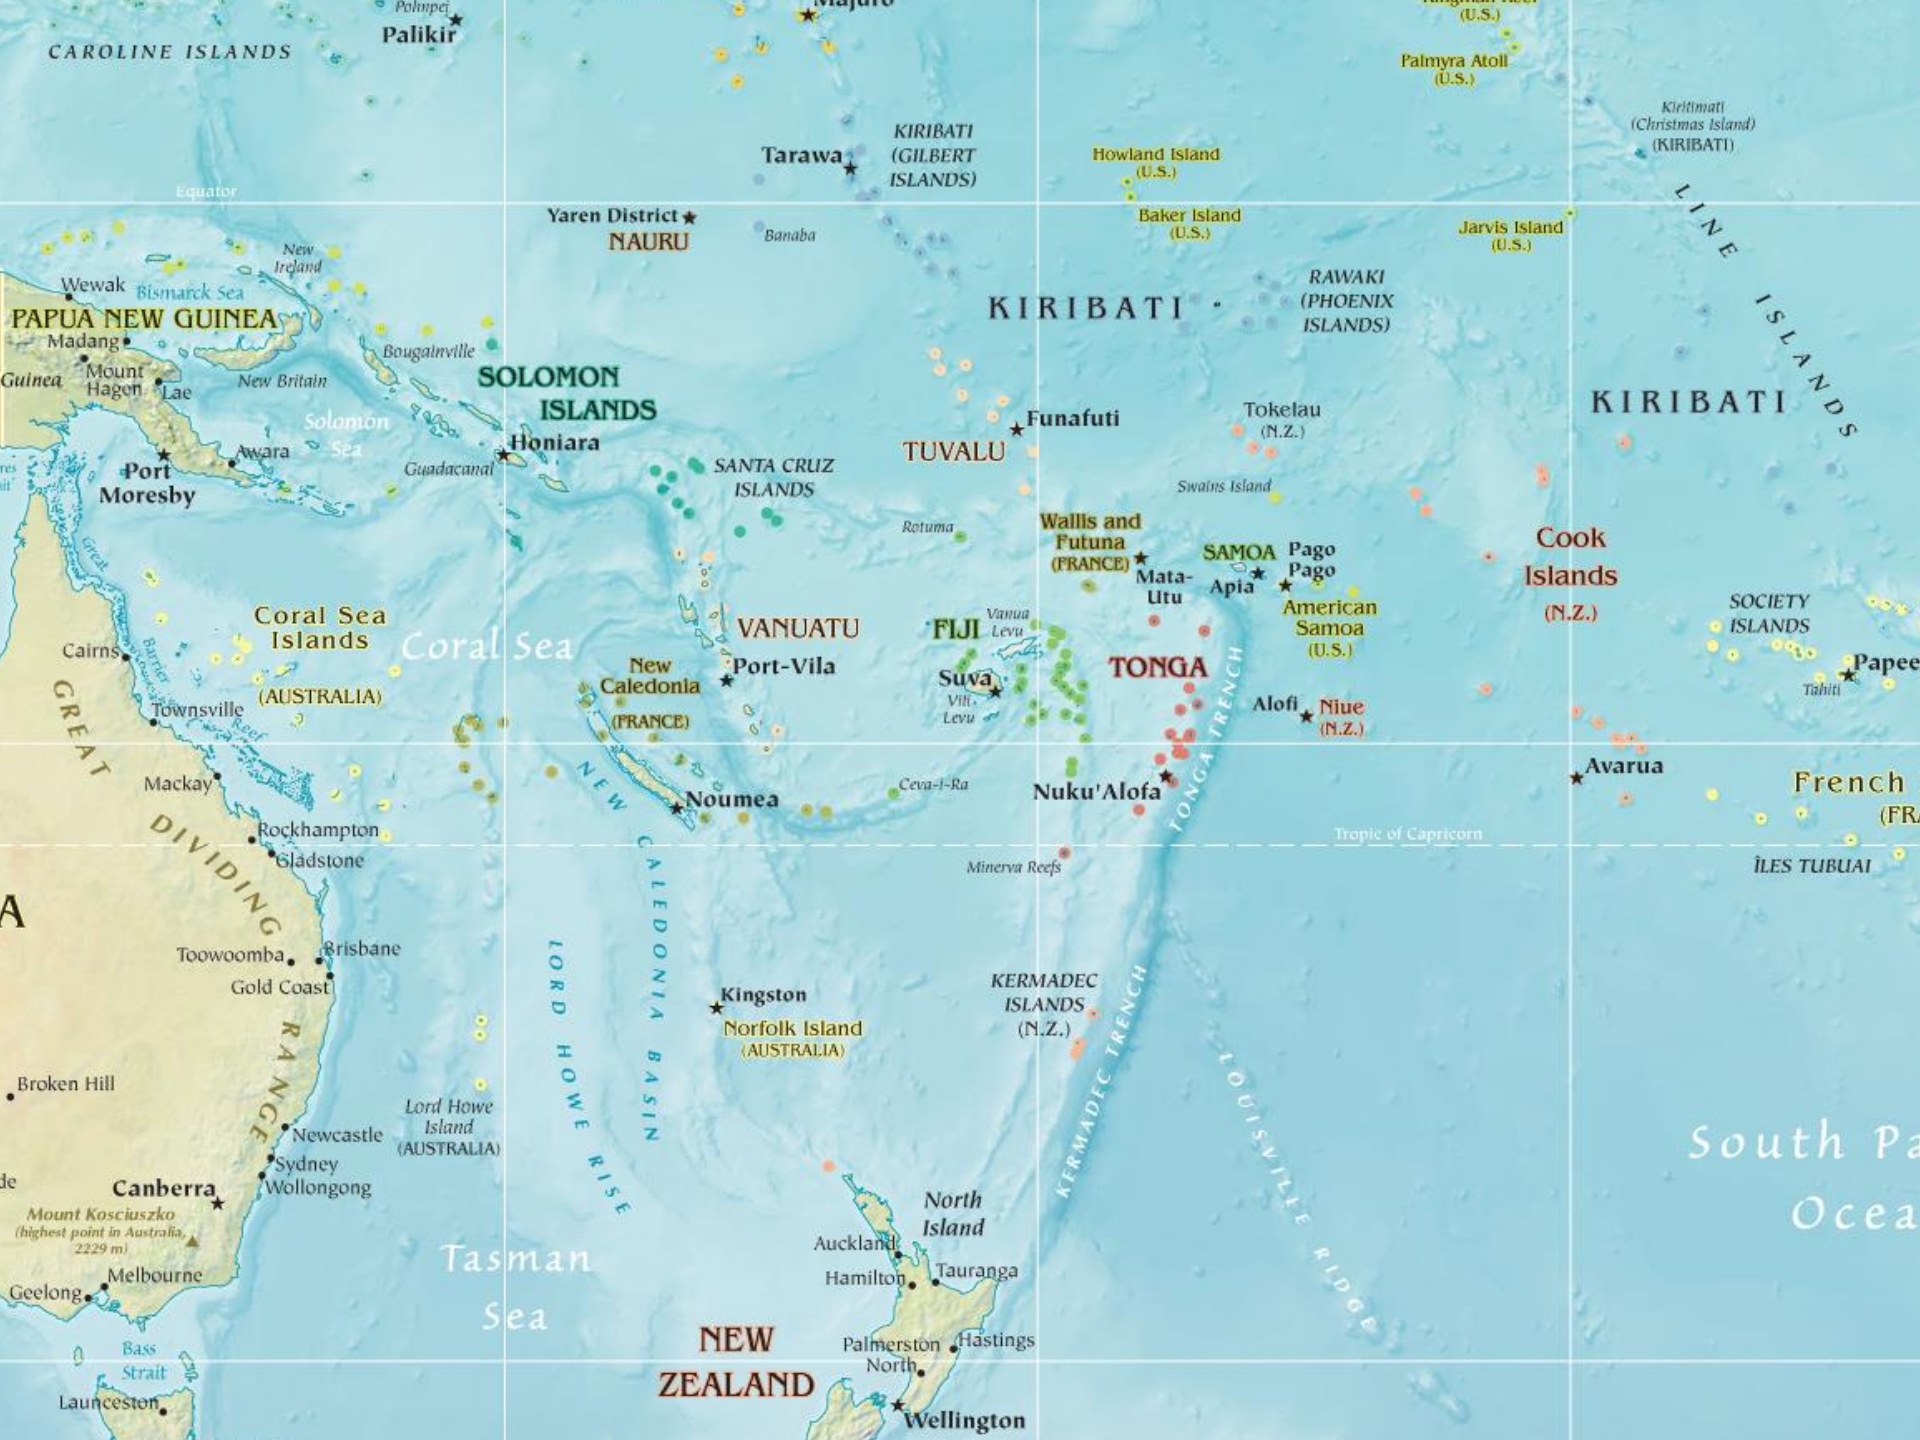 Pohnpei
Palikir
Majuro
(U.S.)
CAROLINE ISLANDS
Palmyra Atoll
(U.S.)
Kiritimati
(Christmas Island)
(KIRIBATI)
KIRIBATI
(GILBERT
ISLANDS)
Tarawa
Howland Island
(U.S.)
Equator
Yaren District
NAURU
Banaba
Baker Island
(U.S.)
Jarvis Island
(U.S.)
LINE ISLANDS
New
Ireland
Wewak
Bismarck Sea
RAWAKI
(PHOENIX
ISLANDS)
KIRIBATI
PAPUA NEW GUINEA
Madang
Bougainville
Mount
Hagen
Guinea
Lae
New Britain
SOLOMON
ISLANDS
KIRIBATI
Solomon
Sea
Honiara
Funafuti
Tokelau
(N.Z.)
TUVALU
Awara
Port
Moresby
Guadacanal
SANTA CRUZ
ISLANDS
Swains Island
Rotuma
Wallis and
Futuna
(FRANCE)
Mata-
Utu
SAMOA
Apia
Pago
Pago
American
Samoa
(U.S.)
Cook
Islands
(N.Z.)
Great
Barrier
Reef
Coral Sea
Islands
(AUSTRALIA)
Coral Sea
VANUATU
Port-Vila
FIJI
Vanua
Levu
Suva
Viti
Levu
TONGA
SOCIETY
ISLANDS
Papee
Tahiti
Cairns
New
Caledonia
(FRANCE)
Townsville
Alofi
Niue
(N.Z.)
TONGA TRENCH
GREAT DIVIDING RANGE
Mackay
Noumea
Ceva-i-Ra
Nuku'Alofa
Avarua
French
(FRA
Rockhampton
Gladstone
Tropic of Capricorn
Minerva Reefs
ÎLES TUBUAI
NEW CALEDONIA BASIN
LORD HOWE RISE
A
Toowoomba
Brisbane
Gold Coast
Kingston
Norfolk Island
(AUSTRALIA)
KERMADEC
ISLANDS
(N.Z.)
KERMADEC TRENCH
LOUISVILLE RIDGE
Broken Hill
Lord Howe
Island
(AUSTRALIA)
Newcastle
Sydney
Wollongong
Canberra
Mount Kosciuszko
(highest point in Australia,
2229 m)
de
South Pa
Ocea
North
Island
Auckland
Hamilton
Tauranga
Tasman
Sea
Melbourne
Geelong
NEW
ZEALAND
Palmerston
North
Hastings
Bass
Strait
Launceston
Wellington